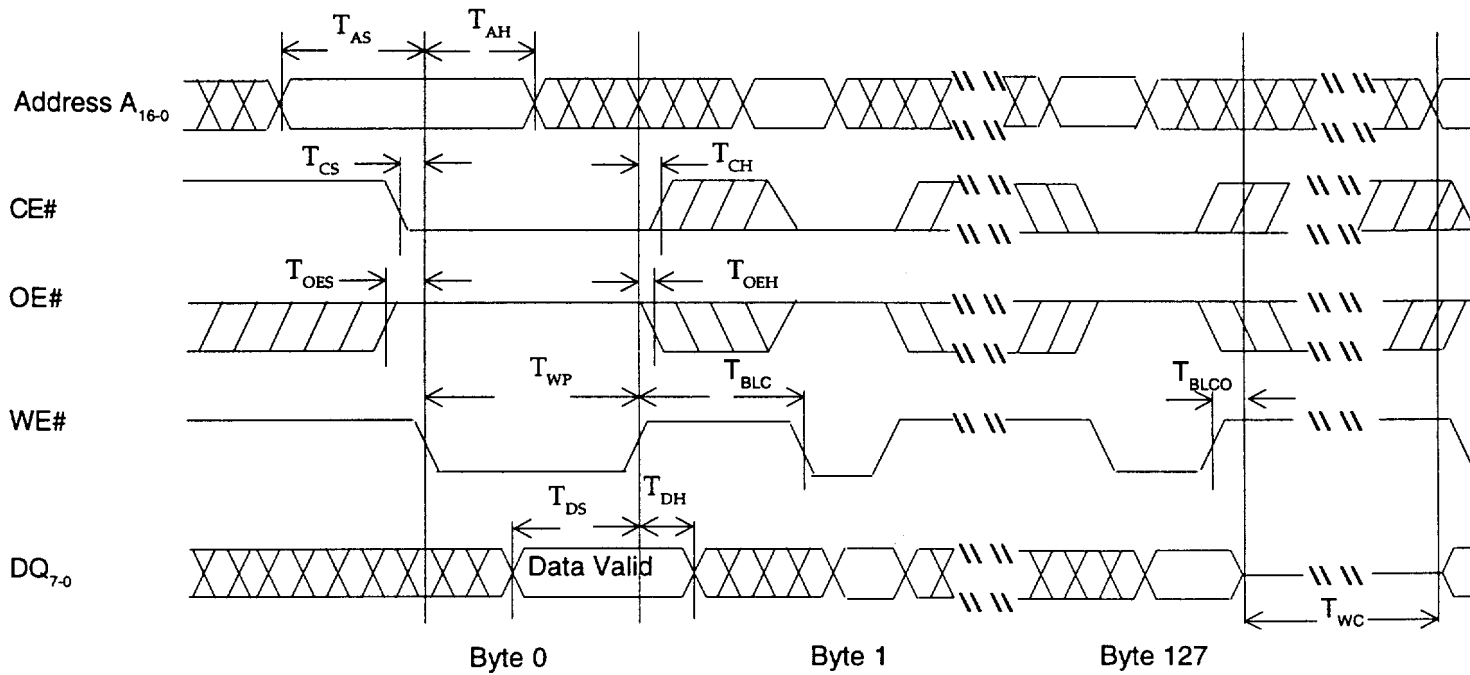 T_AS T_AH
Address A_16-0
T_CS T_CH
CE#
T_OES T_OEH
OE#
T_WP T_BLC T_BLCO
WE#
T_DS T_DH
DQ_7-0 Data Valid
T_WC
Byte 0 Byte 1 Byte 127